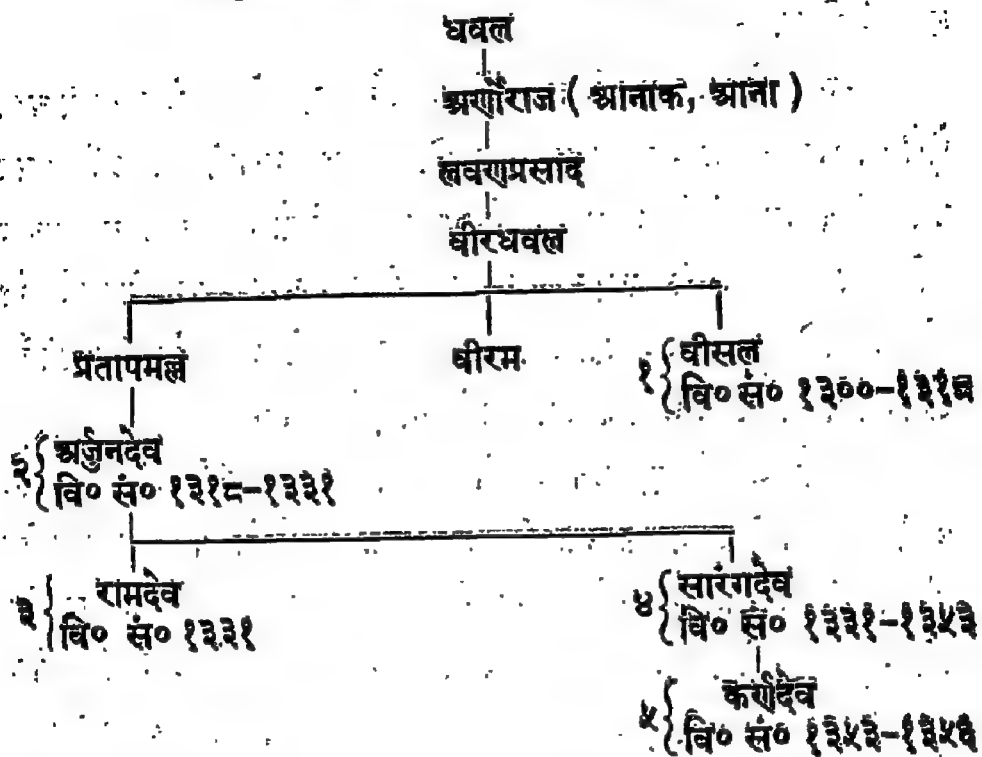 धवल
अर्णोराज ( आनाक, आना )
लवणप्रसाद
वीरधवल
प्रतापमल्ल
वीरम
१ वीसल
वि० सं० १३००-१३१८
२ अर्जुनदेव
वि० सं० १३१८-१३३१
३ रामदेव
वि० सं० १३३१
४ सारंगदेव
वि० सं० १३३१-१३५३
५ कर्णदेव
वि० सं० १३५३-१३५६